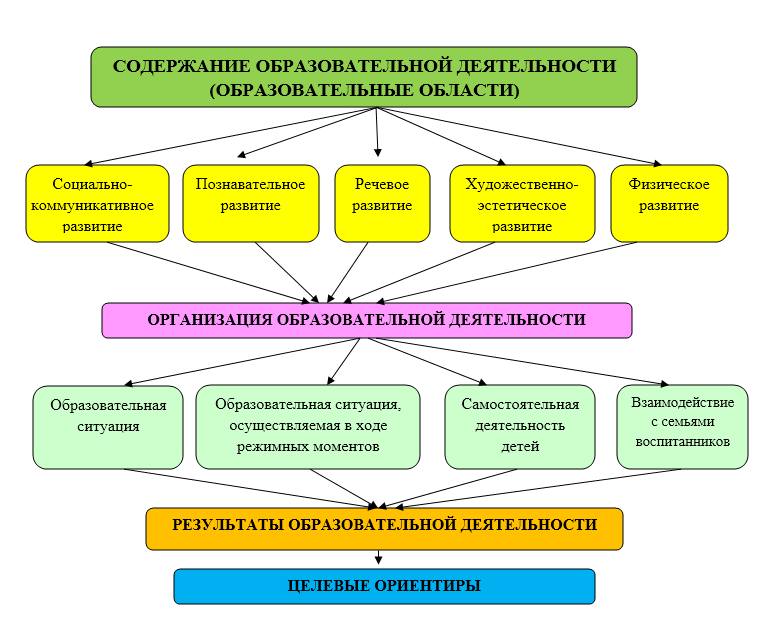 СОДЕРЖАНИЕ ОБРАЗОВАТЕЛЬНОЙ ДЕЯТЕЛЬНОСТИ
(ОБРАЗОВАТЕЛЬНЫЕ ОБЛАСТИ)
Социально-
коммуникативное
развитие
Познавательное
развитие
Речевое
развитие
Художественно-
эстетическое
развитие
Физическое
развитие
ОРГАНИЗАЦИЯ ОБРАЗОВАТЕЛЬНОЙ ДЕЯТЕЛЬНОСТИ
Образовательная
ситуация
Образовательная ситуация,
осуществляемая в ходе
режимных моментов
Самостоятельная
деятельность
детей
Взаимодействие
с семьями
воспитанников
РЕЗУЛЬТАТЫ ОБРАЗОВАТЕЛЬНОЙ ДЕЯТЕЛЬНОСТИ
ЦЕЛЕВЫЕ ОРИЕНТИРЫ